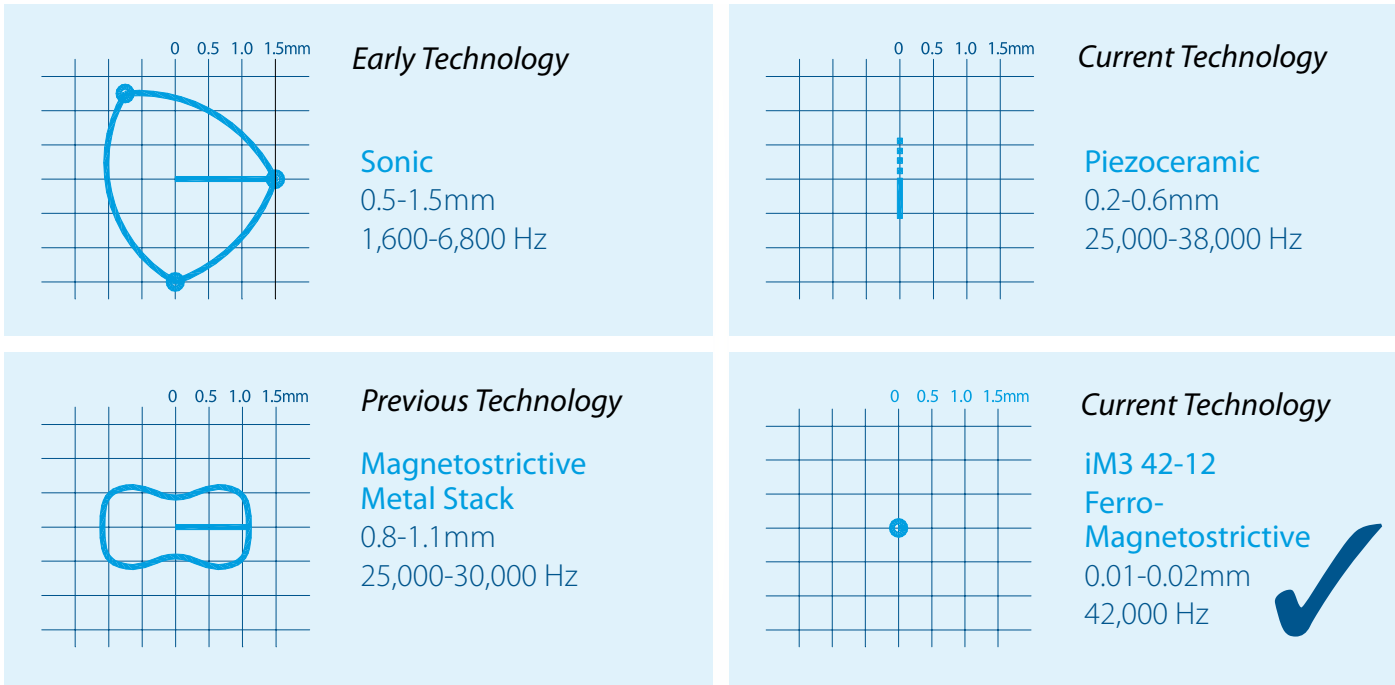 0 0.5 1.0 1.5mm
Early Technology
Sonic
0.5-1.5mm
1,600-6,800 Hz
0 0.5 1.0 1.5mm
Current Technology
Piezoceramic
0.2-0.6mm
25,000-38,000 Hz
0 0.5 1.0 1.5mm
Previous Technology
Magnetostrictive
Metal Stack
0.8-1.1mm
25,000-30,000 Hz
0 0.5 1.0 1.5mm
Current Technology
iM3 42-12
Ferro-
Magnetostrictive
0.01-0.02mm
42,000 Hz